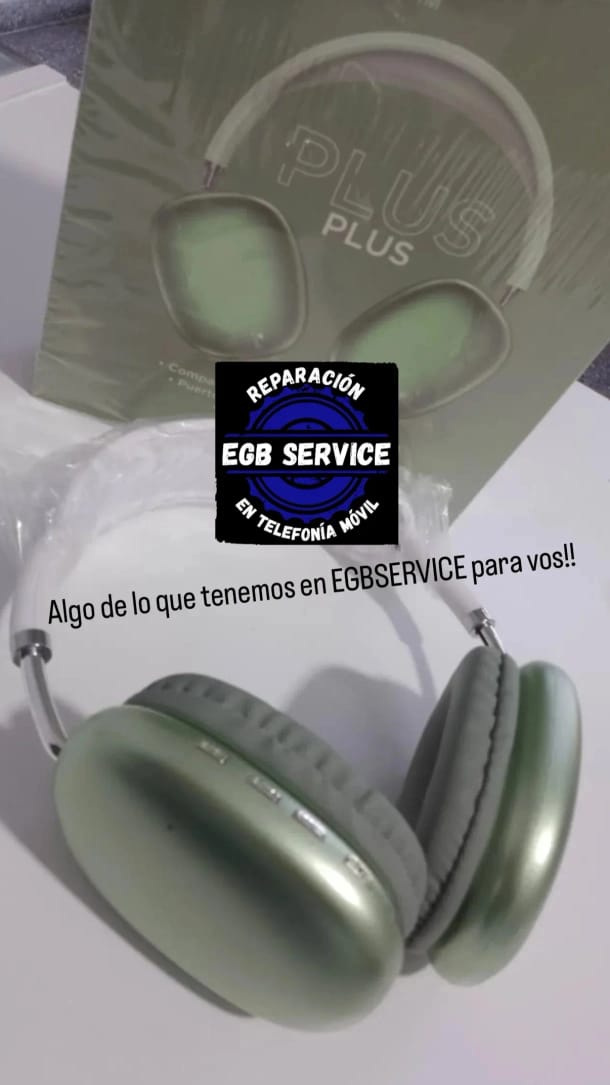 PLUS
PLUS
REPARACIÓN
EGB SERVICE
EN TELEFONÍA MÓVIL
Algo de lo que tenemos en EGBSERVICE para vos!!